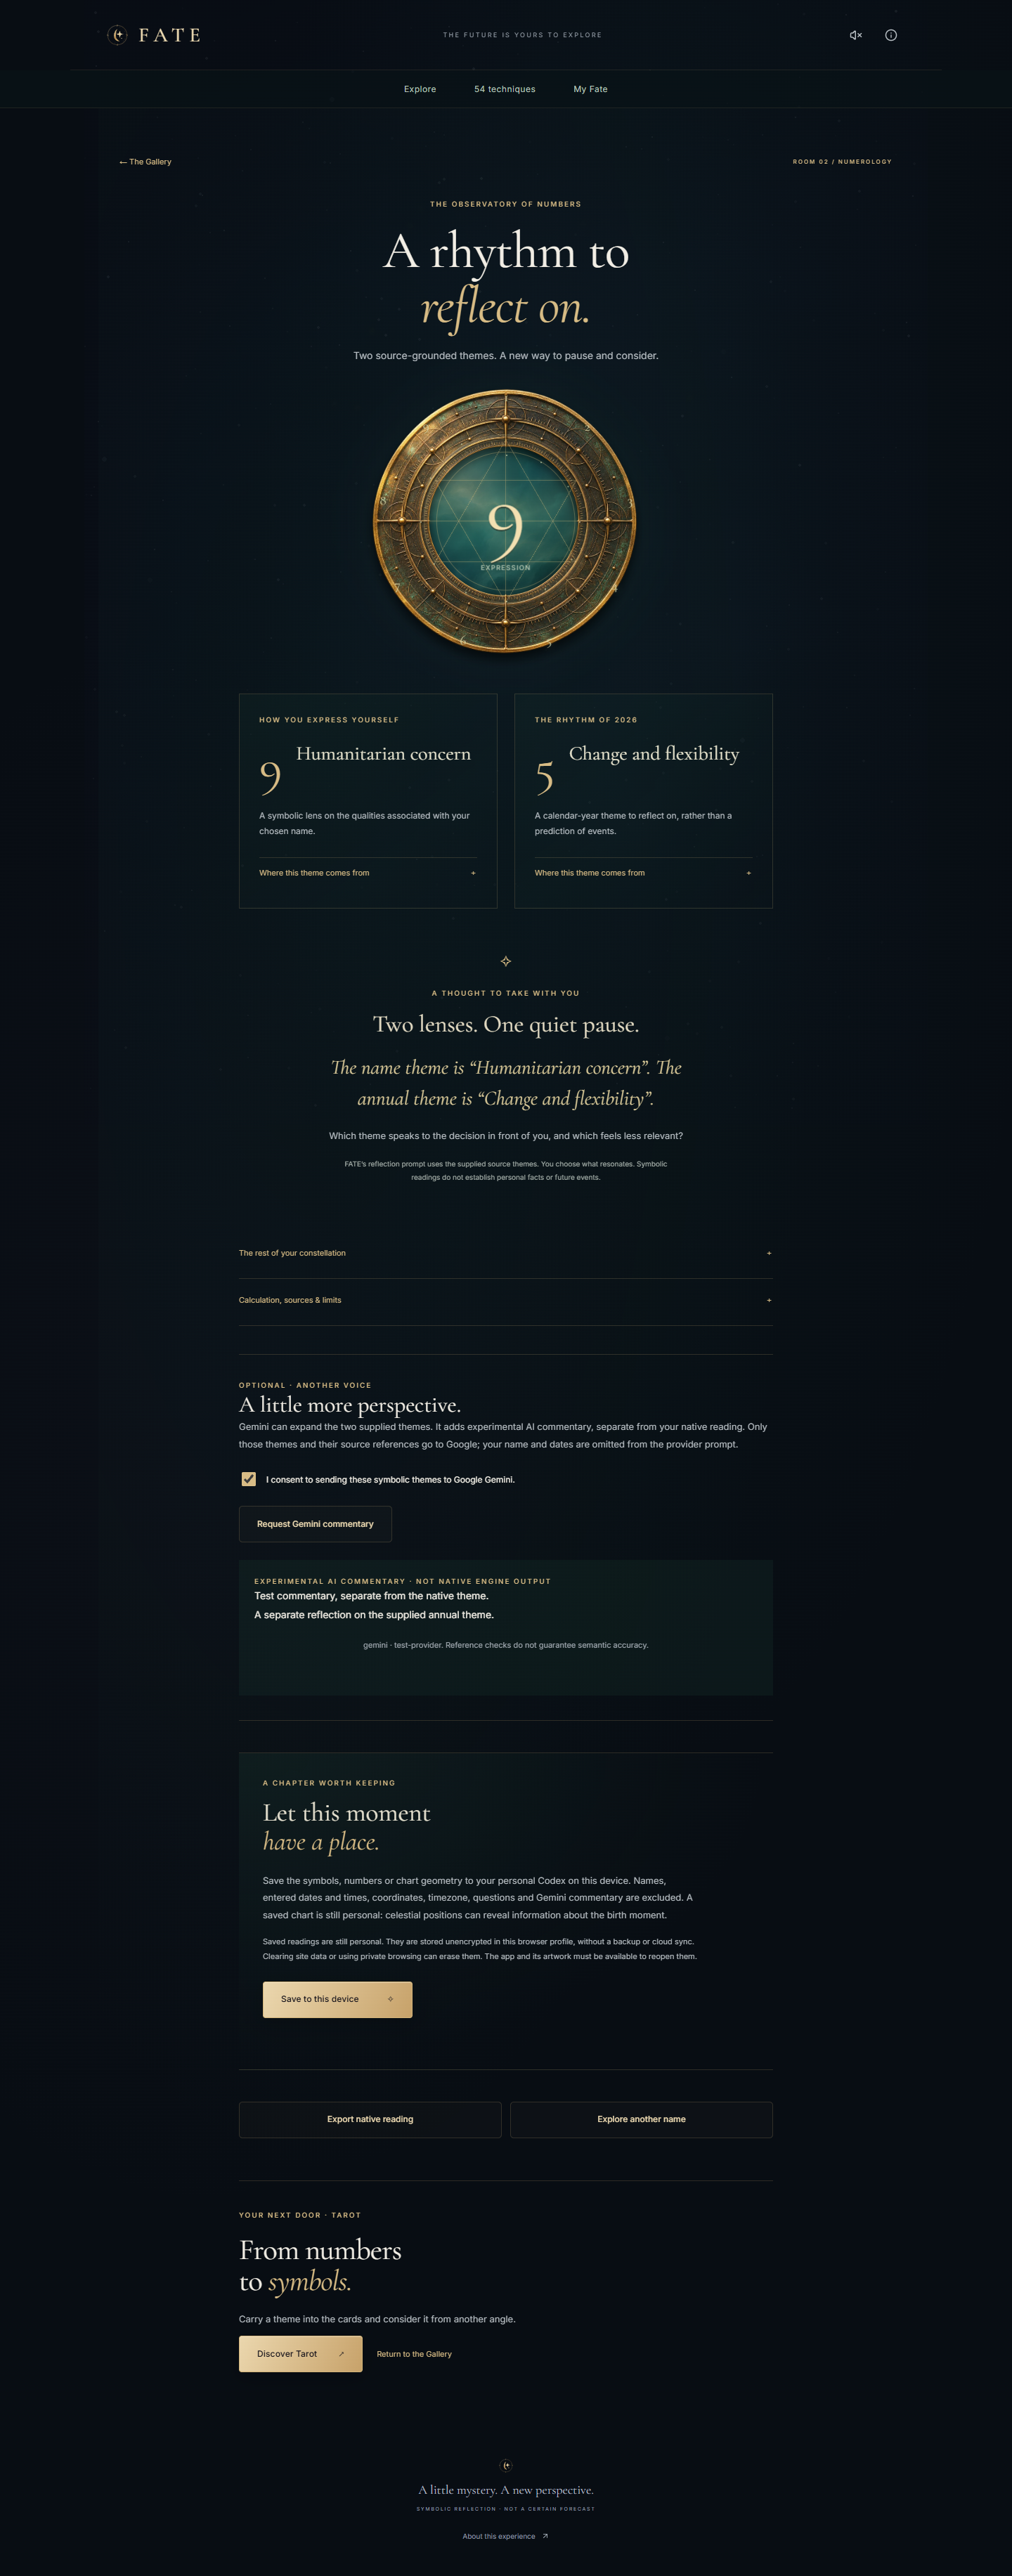 FATE
THE FUTURE IS YOURS TO EXPLORE
Explore
54 techniques
My Fate
← The Gallery
ROOM 02 / NUMEROLOGY
THE OBSERVATORY OF NUMBERS
A rhythm to
reflect on.
Two source-grounded themes. A new way to pause and consider.
8
3
9
EXPRESSION
7
4
6
5
HOW YOU EXPRESS YOURSELF
9
Humanitarian concern
A symbolic lens on the qualities associated with your
chosen name.
Where this theme comes from
+
THE RHYTHM OF 2026
5
Change and flexibility
A calendar-year theme to reflect on, rather than a
prediction of events.
Where this theme comes from
+
A THOUGHT TO TAKE WITH YOU
Two lenses. One quiet pause.
The name theme is “Humanitarian concern”. The
annual theme is “Change and flexibility”.
Which theme speaks to the decision in front of you, and which feels less relevant?
FATE's reflection prompt uses the supplied source themes. You choose what resonates. Symbolic
readings do not establish personal facts or future events.
The rest of your constellation
+
Calculation, sources & limits
+
OPTIONAL · ANOTHER VOICE
A little more perspective.
Gemini can expand the two supplied themes. It adds experimental AI commentary, separate from your native reading. Only
those themes and their source references go to Google; your name and dates are omitted from the provider prompt.
I consent to sending these symbolic themes to Google Gemini.
Request Gemini commentary
EXPERIMENTAL AI COMMENTARY · NOT NATIVE ENGINE OUTPUT
Test commentary, separate from the native theme.
A separate reflection on the supplied annual theme.
gemini · test-provider. Reference checks do not guarantee semantic accuracy.
A CHAPTER WORTH KEEPING
Let this moment
have a place.
Save the symbols, numbers or chart geometry to your personal Codex on this device. Names,
entered dates and times, coordinates, timezone, questions and Gemini commentary are excluded. A
saved chart is still personal: celestial positions can reveal information about the birth moment.
Saved readings are still personal. They are stored unencrypted in this browser profile, without a backup or cloud sync.
Clearing site data or using private browsing can erase them. The app and its artwork must be available to reopen them.
Save to this device
Export native reading
Explore another name
YOUR NEXT DOOR · TAROT
From numbers
to symbols.
Carry a theme into the cards and consider it from another angle.
Discover Tarot ↗
Return to the Gallery
A little mystery. A new perspective.
SYMBOLIC REFLECTION · NOT A CERTAIN FORECAST
About this experience ↗